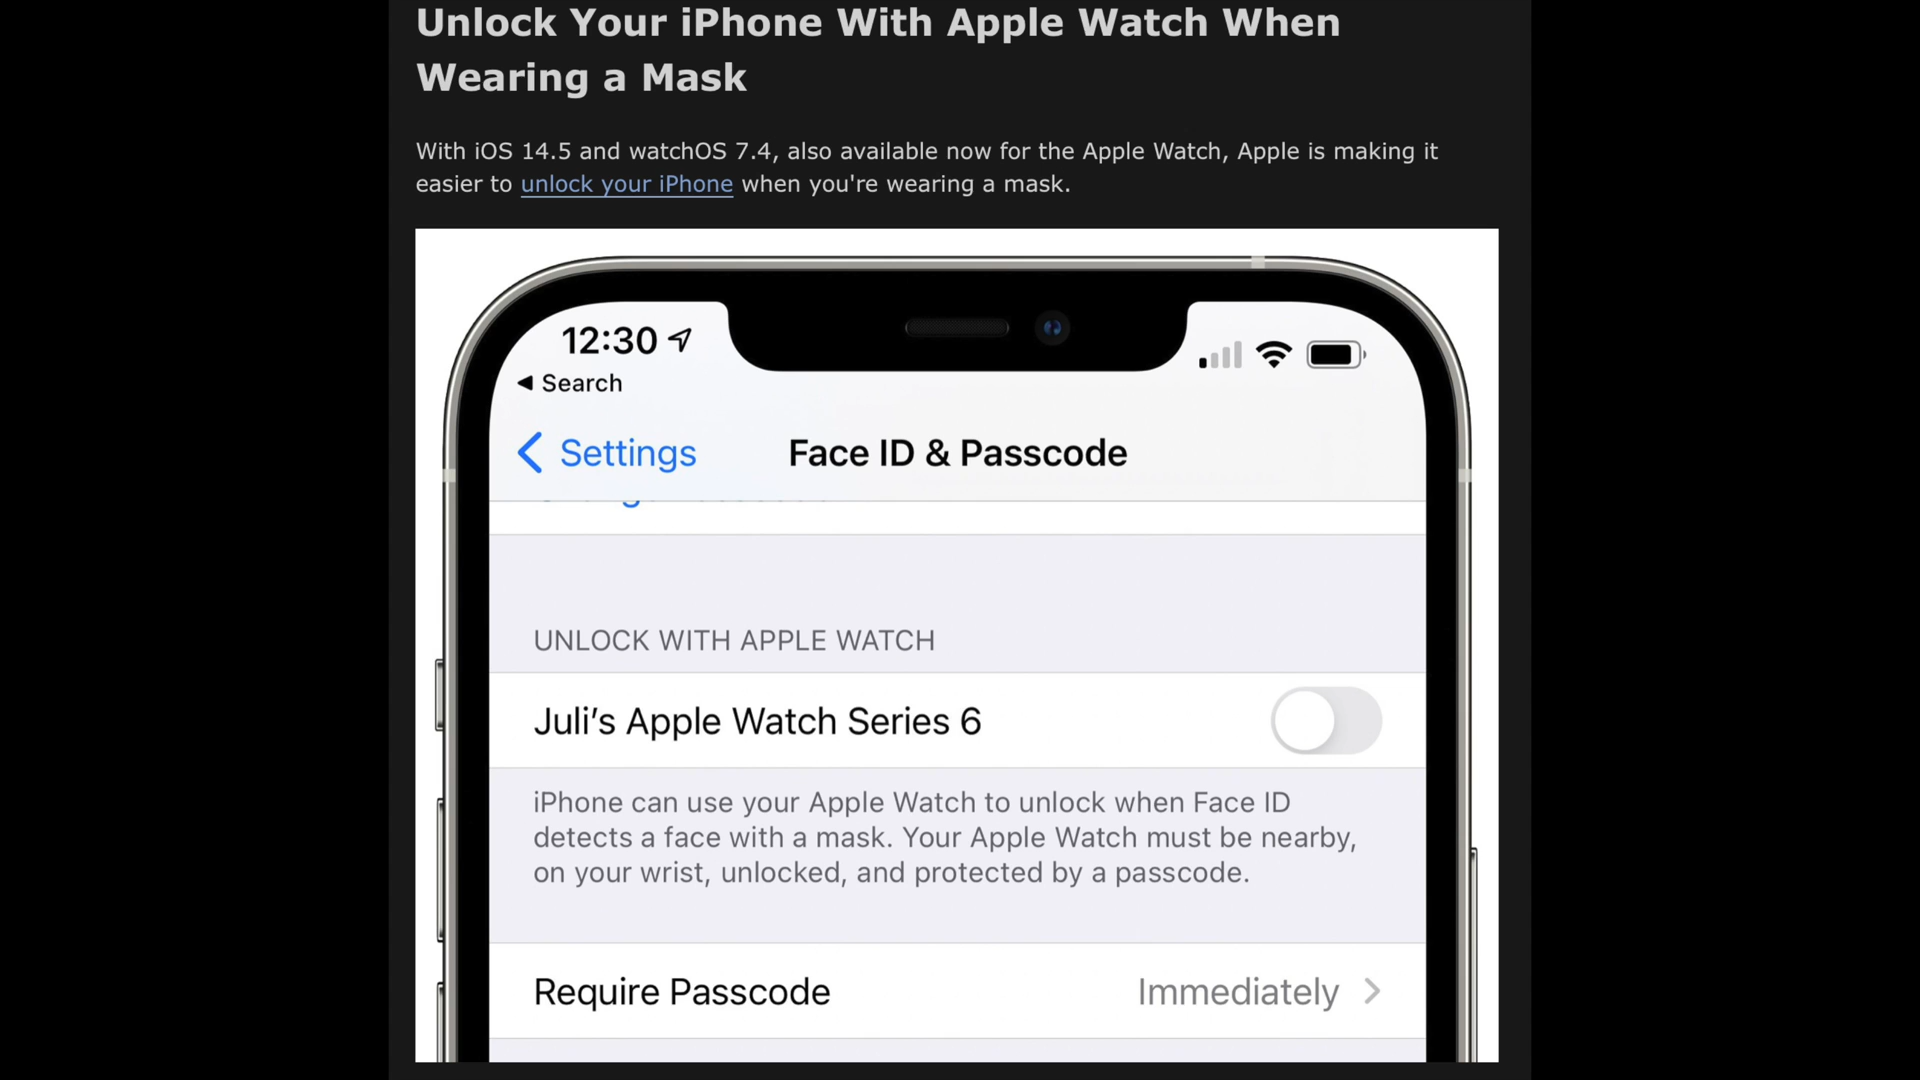 Unlock Your iPhone With Apple Watch When
Wearing a Mask
With iOS 14.5 and watchOS 7.4, also available now for the Apple Watch, Apple is making it
easier to unlock your iPhone when you're wearing a mask.
12:30
Search
Settings
Face ID & Passcode
UNLOCK WITH APPLE WATCH
Juli’s Apple Watch Series 6
iPhone can use your Apple Watch to unlock when Face ID
detects a face with a mask. Your Apple Watch must be nearby,
on your wrist, unlocked, and protected by a passcode.
Require Passcode Immediately